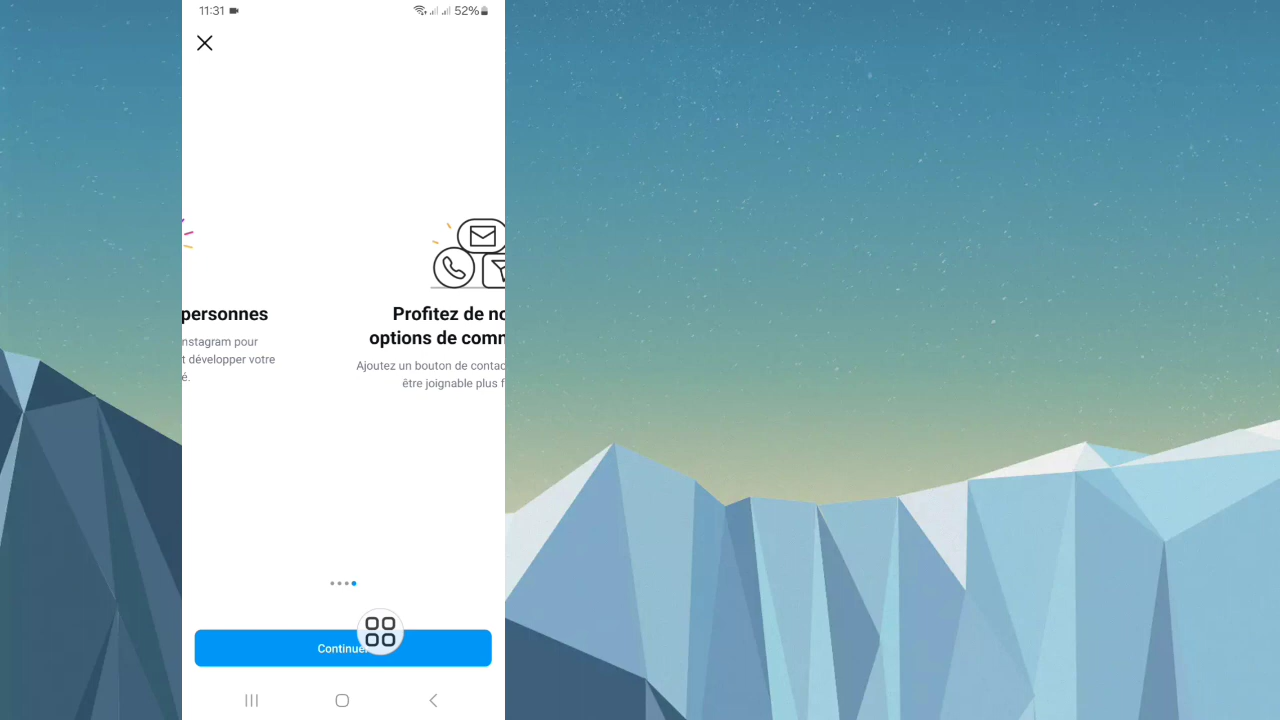 11:31
52%
personnes
nstagram pour
t développer votre
é.
Profitez de no
options de comm
Ajoutez un bouton de contac
être joignable plus f
Continuer